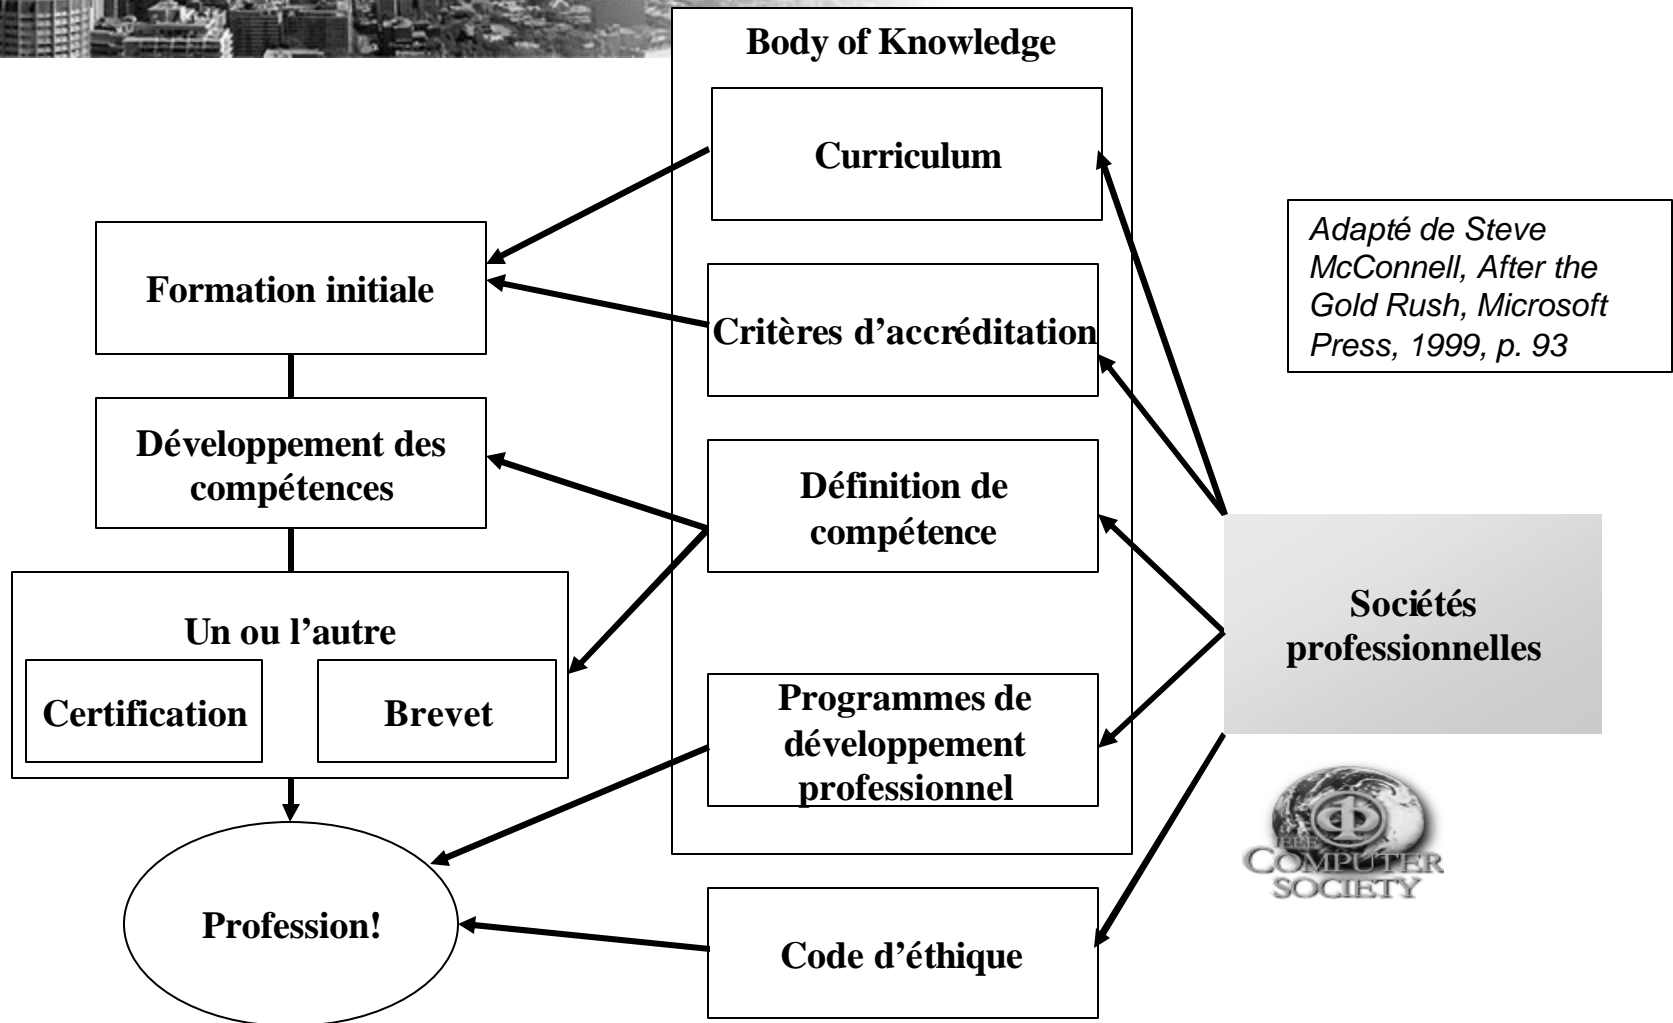 Body of Knowledge
Curriculum
Formation initiale
Critères d’accréditation
Adapté de Steve
McConnell, After the
Gold Rush, Microsoft
Press, 1999, p. 93
Développement des
compétences
Définition de
compétence
Sociétés
professionnelles
Un ou l’autre
Certification
Brevet
Programmes de
développement
professionnel
IEEE
COMPUTER
SOCIETY
Profession!
Code d’éthique